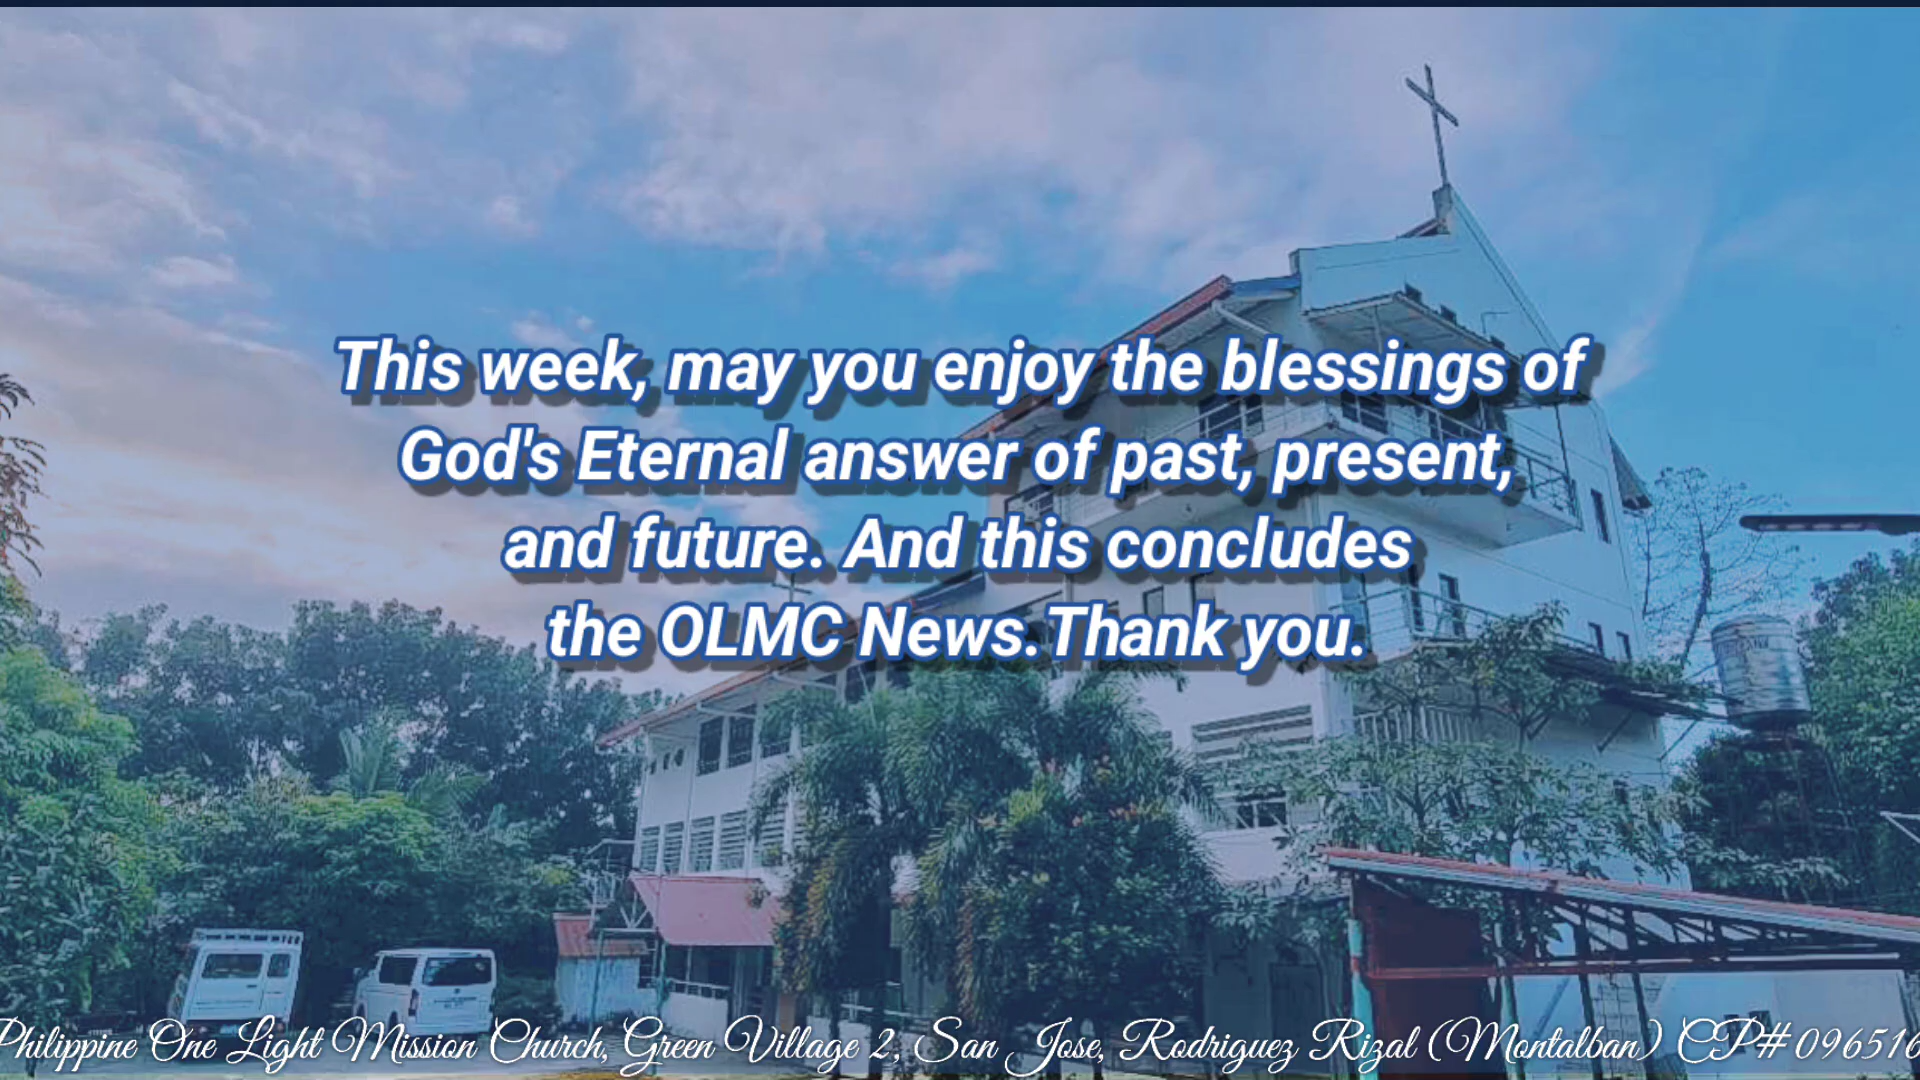 This week, may you enjoy the blessings of
God's Eternal answer of past, present,
and future. And this concludes
the OLMC News.Thank you.
Philippine One Light Mission Church, Green Village 2, San Jose, Rodriguez Rizal (Montalban) CP# 096516